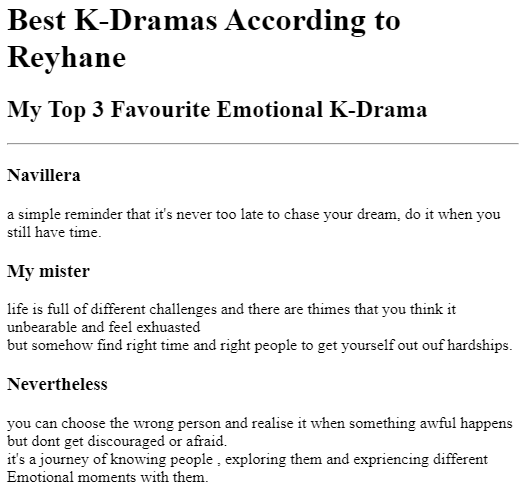 Best K-Dramas According to
Reyhane
My Top 3 Favourite Emotional K-Drama
Navillera
a simple reminder that it's never too late to chase your dream, do it when you
still have time.
My mister
life is full of different challenges and there are thimes that you think it
unbearable and feel exhuasted
but somehow find right time and right people to get yourself out ouf hardships.
Nevertheless
you can choose the wrong person and realise it when something awful happens
but dont get discouraged or afraid.
it's a journey of knowing people , exploring them and expriencing different
Emotional moments with them.